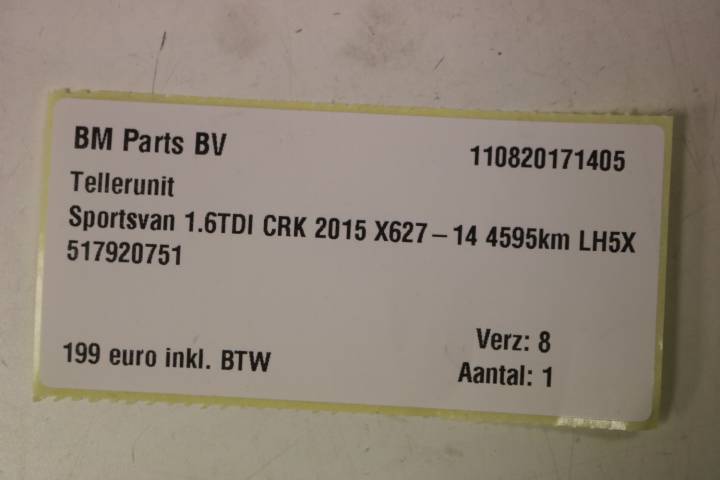 BM Parts BV 110820171405
Tellerunit
Sportsvan 1.6TDI CRK 2015 X627–14 4595km LH5X
517920751
199 euro inkl. BTW Verz: 8
Aantal: 1